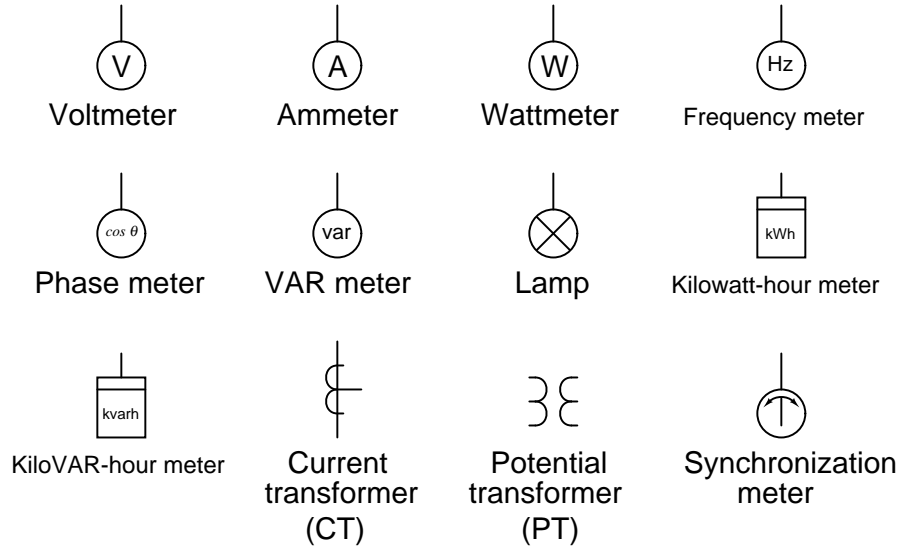 V
A
W
Hz
Voltmeter
Ammeter
Wattmeter
Frequency meter
cos θ
var
kWh
Phase meter
VAR meter
Lamp
Kilowatt-hour meter
kvarh
KiloVAR-hour meter
Current
transformer
(CT)
Potential
transformer
(PT)
Synchronization
meter